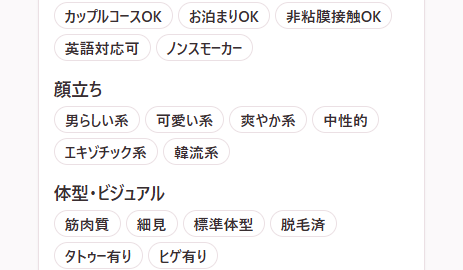 カップルコースOK お泊まりOK 非粘膜接触OK
英語対応可 ノンスモーカー
顔立ち
男らしい系 可愛い系 爽やか系 中性的
エキゾチック系 韓流系
体型・ビジュアル
筋肉質 細見 標準体型 脱毛済
タトゥー有り ヒゲ有り